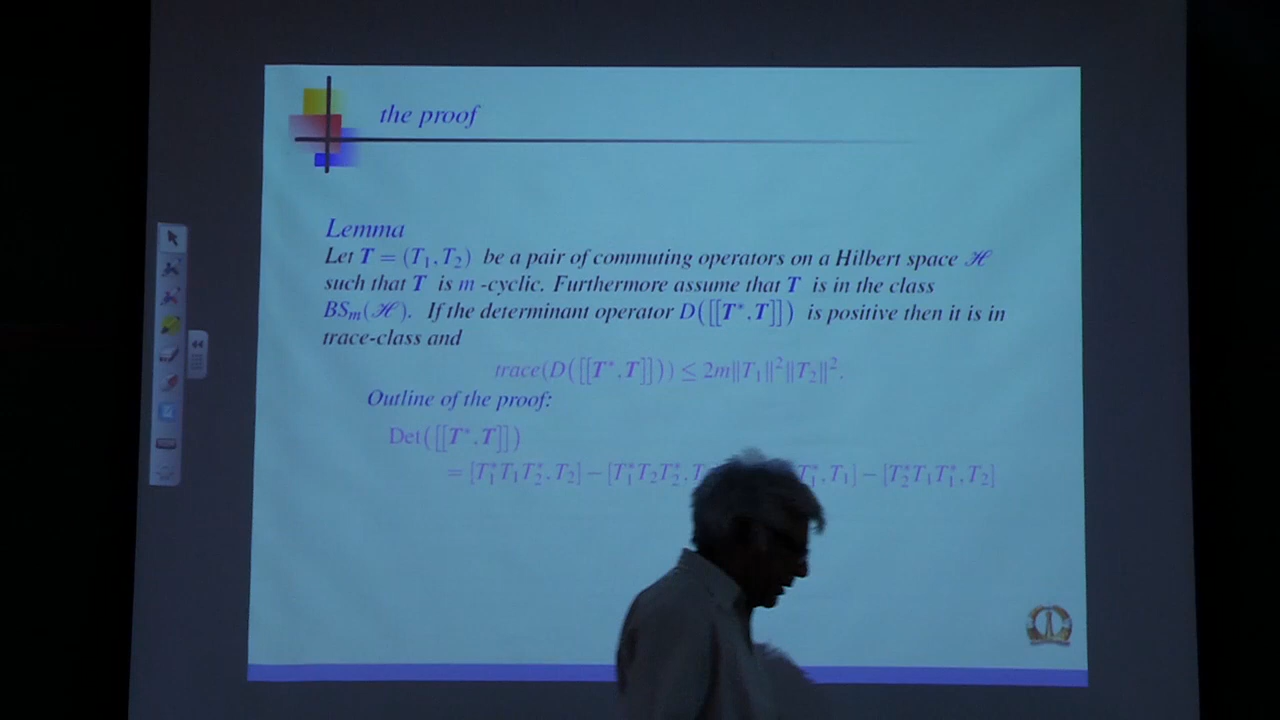 the proof
Lemma
Let T = (T₁, T₂) be a pair of commuting operators on a Hilbert space ℋ
such that T is m -cyclic. Furthermore assume that T is in the class
BSₘ(ℋ). If the determinant operator D([[T*, T]]) is positive then it is in
trace-class and
trace(D([[T*, T]])) ≤ 2m‖T₁‖²‖T₂‖².
Outline of the proof:
Det([[T*, T]])
= [T₁*T₁T₂*, T₂] − [T₁*T₂T₂*, T₁*, T₁] − [T₂*T₁T₁*, T₂]